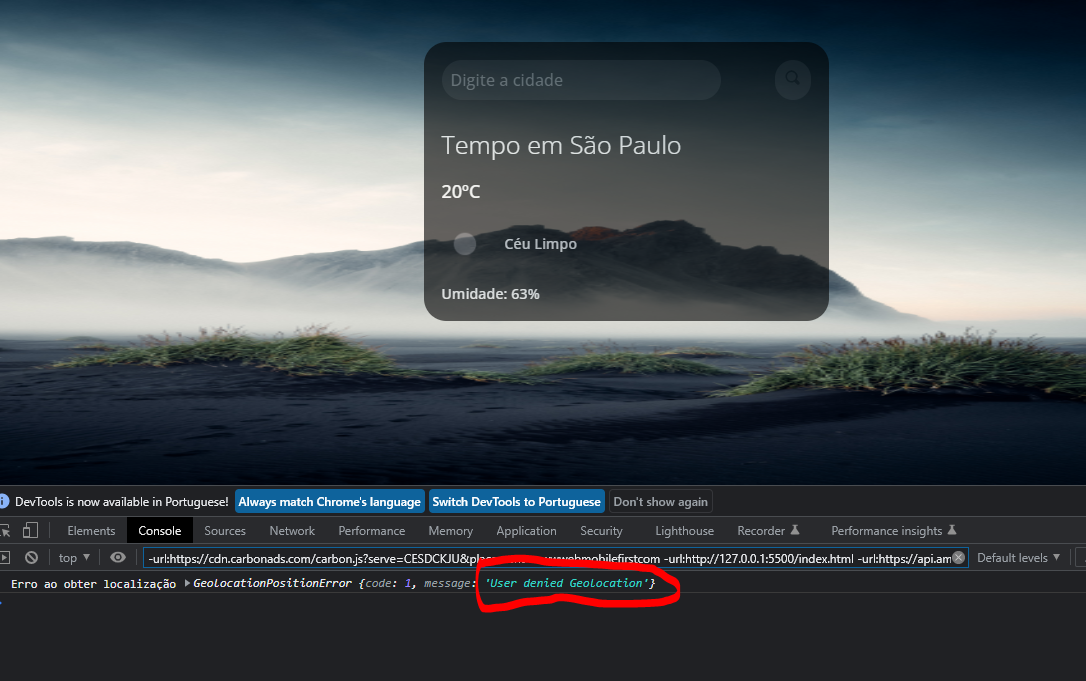 Digite a cidade
Tempo em São Paulo
20ºC
Céu Limpo
Umidade: 63%
DevTools is now available in Portuguese! Always match Chrome's language Switch DevTools to Portuguese Don't show again
Elements Console Sources Network Performance Memory Application Security Lighthouse Recorder Performance insights
top -url:https://cdn.carbonads.com/carbon.js?serve=CESDCKJU&pla -url:http://127.0.0.1:5500/index.html -url:https://api.am Default levels
Erro ao obter localização GeolocationPositionError {code: 1, message: 'User denied Geolocation'}